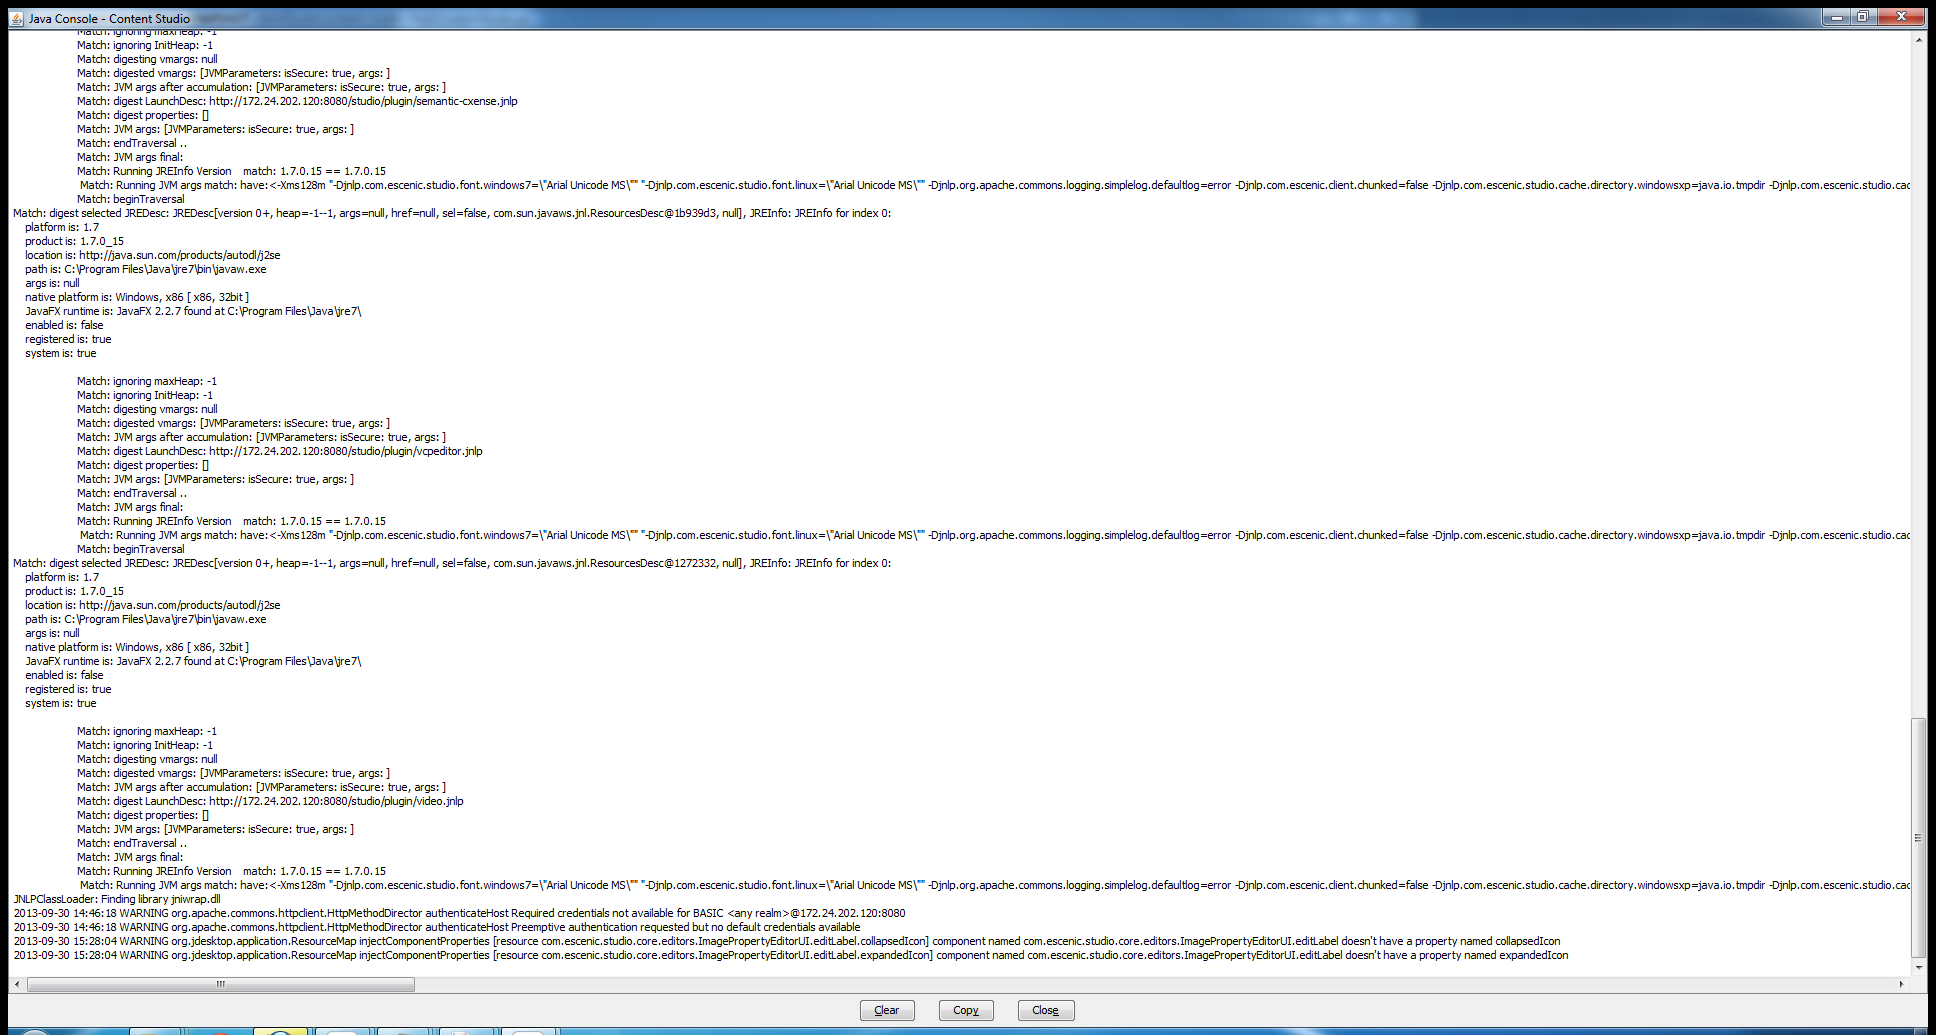 Java Console - Content Studio
Match: ignoring maxHeap: -1
Match: ignoring InitHeap: -1
Match: digesting vmargs: null
Match: digested vmargs: [JVMParameters: isSecure: true, args: ]
Match: JVM args after accumulation: [JVMParameters: isSecure: true, args: ]
Match: digest LaunchDesc: http://172.24.202.120:8080/studio/plugin/semantic-cxense.jnlp
Match: digest properties: []
Match: JVM args: [JVMParameters: isSecure: true, args: ]
Match: endTraversal ..
Match: JVM args final:
Match: Running JREInfo Version    match: 1.7.0.15 == 1.7.0.15
Match: Running JVM args match: have:<-Xms128m "-Djnlp.com.escenic.studio.font.windows7=\"Arial Unicode MS\"" "-Djnlp.com.escenic.studio.font.linux=\"Arial Unicode MS\"" -Djnlp.org.apache.commons.logging.simplelog.defaultlog=error -Djnlp.com.escenic.client.chunked=false -Djnlp.com.escenic.studio.cache.directory.windowsxp=java.io.tmpdir -Djnlp.com.escenic.studio.cac
Match: beginTraversal
Match: digest selected JREDesc: JREDesc[version 0+, heap=-1--1, args=null, href=null, sel=false, com.sun.javaws.jnl.ResourcesDesc@1b939d3, null], JREInfo: JREInfo for index 0:
platform is: 1.7
product is: 1.7.0_15
location is: http://java.sun.com/products/autodl/j2se
path is: C:\Program Files\Java\jre7\bin\javaw.exe
args is: null
native platform is: Windows, x86 [ x86, 32bit ]
JavaFX runtime is: JavaFX 2.2.7 found at C:\Program Files\Java\jre7\
enabled is: false
registered is: true
system is: true
Match: ignoring maxHeap: -1
Match: ignoring InitHeap: -1
Match: digesting vmargs: null
Match: digested vmargs: [JVMParameters: isSecure: true, args: ]
Match: JVM args after accumulation: [JVMParameters: isSecure: true, args: ]
Match: digest LaunchDesc: http://172.24.202.120:8080/studio/plugin/vcpeditor.jnlp
Match: digest properties: []
Match: JVM args: [JVMParameters: isSecure: true, args: ]
Match: endTraversal ..
Match: JVM args final:
Match: Running JREInfo Version    match: 1.7.0.15 == 1.7.0.15
Match: Running JVM args match: have:<-Xms128m "-Djnlp.com.escenic.studio.font.windows7=\"Arial Unicode MS\"" "-Djnlp.com.escenic.studio.font.linux=\"Arial Unicode MS\"" -Djnlp.org.apache.commons.logging.simplelog.defaultlog=error -Djnlp.com.escenic.client.chunked=false -Djnlp.com.escenic.studio.cache.directory.windowsxp=java.io.tmpdir -Djnlp.com.escenic.studio.cac
Match: beginTraversal
Match: digest selected JREDesc: JREDesc[version 0+, heap=-1--1, args=null, href=null, sel=false, com.sun.javaws.jnl.ResourcesDesc@1272332, null], JREInfo: JREInfo for index 0:
platform is: 1.7
product is: 1.7.0_15
location is: http://java.sun.com/products/autodl/j2se
path is: C:\Program Files\Java\jre7\bin\javaw.exe
args is: null
native platform is: Windows, x86 [ x86, 32bit ]
JavaFX runtime is: JavaFX 2.2.7 found at C:\Program Files\Java\jre7\
enabled is: false
registered is: true
system is: true
Match: ignoring maxHeap: -1
Match: ignoring InitHeap: -1
Match: digesting vmargs: null
Match: digested vmargs: [JVMParameters: isSecure: true, args: ]
Match: JVM args after accumulation: [JVMParameters: isSecure: true, args: ]
Match: digest LaunchDesc: http://172.24.202.120:8080/studio/plugin/video.jnlp
Match: digest properties: []
Match: JVM args: [JVMParameters: isSecure: true, args: ]
Match: endTraversal ..
Match: JVM args final:
Match: Running JREInfo Version    match: 1.7.0.15 == 1.7.0.15
Match: Running JVM args match: have:<-Xms128m "-Djnlp.com.escenic.studio.font.windows7=\"Arial Unicode MS\"" "-Djnlp.com.escenic.studio.font.linux=\"Arial Unicode MS\"" -Djnlp.org.apache.commons.logging.simplelog.defaultlog=error -Djnlp.com.escenic.client.chunked=false -Djnlp.com.escenic.studio.cache.directory.windowsxp=java.io.tmpdir -Djnlp.com.escenic.studio.cac
JNLPClassLoader: Finding library jniwrap.dll
2013-09-30 14:46:18 WARNING org.apache.commons.httpclient.HttpMethodDirector authenticateHost Required credentials not available for BASIC <any realm>@172.24.202.120:8080
2013-09-30 14:46:18 WARNING org.apache.commons.httpclient.HttpMethodDirector authenticateHost Preemptive authentication requested but no default credentials available
2013-09-30 15:28:04 WARNING org.jdesktop.application.ResourceMap injectComponentProperties [resource com.escenic.studio.core.editors.ImagePropertyEditorUI.editLabel.collapsedIcon] component named com.escenic.studio.core.editors.ImagePropertyEditorUI.editLabel doesn't have a property named collapsedIcon
2013-09-30 15:28:04 WARNING org.jdesktop.application.ResourceMap injectComponentProperties [resource com.escenic.studio.core.editors.ImagePropertyEditorUI.editLabel.expandedIcon] component named com.escenic.studio.core.editors.ImagePropertyEditorUI.editLabel doesn't have a property named expandedIcon
Clear Copy Close